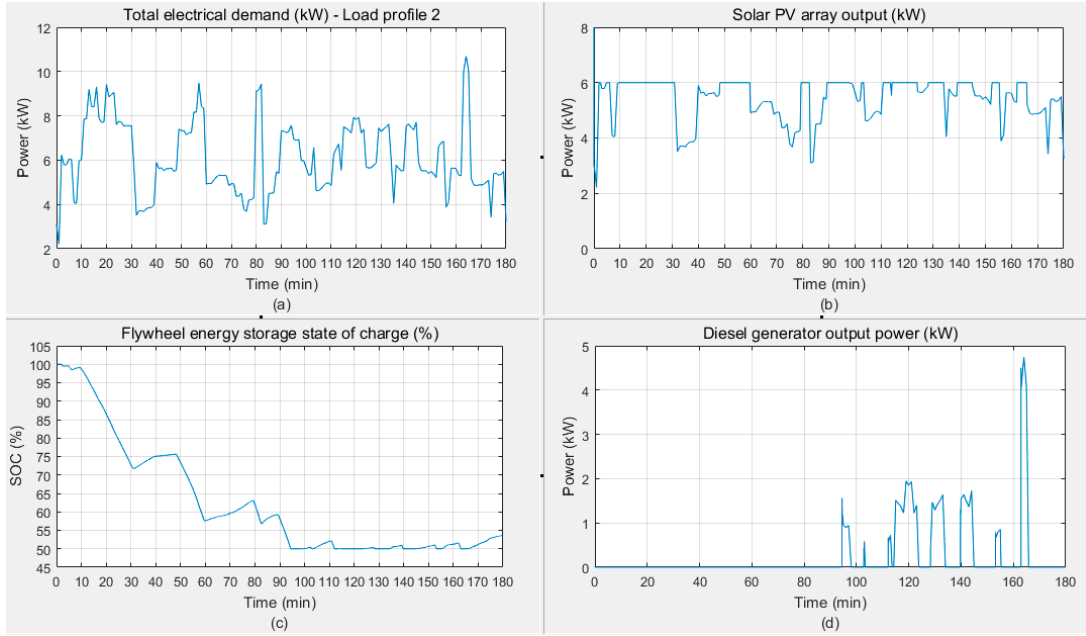 Total electrical demand (kW) - Load profile 2
Power (kW)
12
10
8
6
4
2
0 10 20 30 40 50 60 70 80 90 100 110 120 130 140 150 160 170 180
Time (min)
(a)
Solar PV array output (kW)
Power (kW)
8
6
4
2
0
0 10 20 30 40 50 60 70 80 90 100 110 120 130 140 150 160 170 180
Time (min)
(b)
Flywheel energy storage state of charge (%)
SOC (%)
105
100
95
90
85
80
75
70
65
60
55
50
45
0 10 20 30 40 50 60 70 80 90 100 110 120 130 140 150 160 170 180
Time (min)
(c)
Diesel generator output power (kW)
Power (kW)
5
4
3
2
1
0
0 20 40 60 80 100 120 140 160 180
Time (min)
(d)